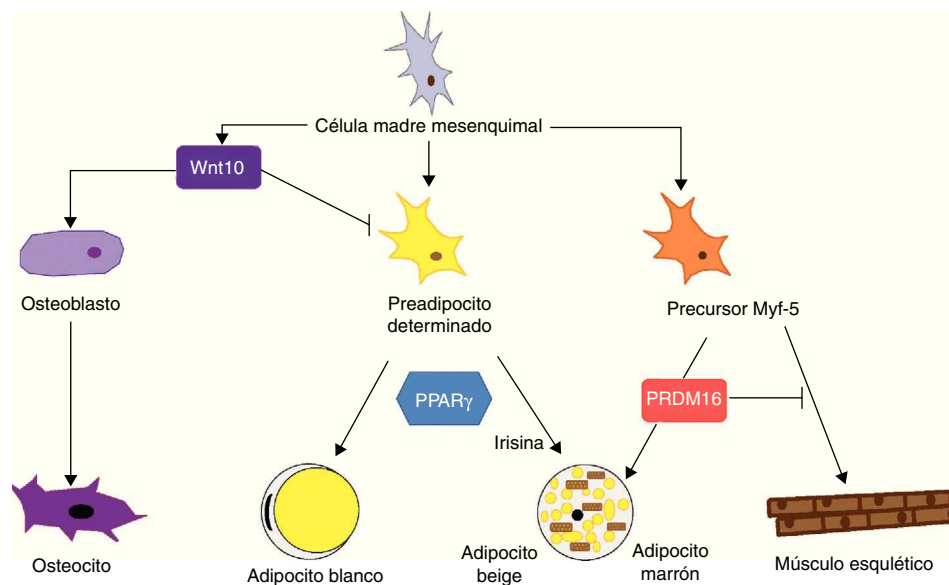 Célula madre mesenquimal
Wnt10
Osteoblasto
Preadipocito
determinado
Precursor Myf-5
PPARγ
PRDM16
Irisina
Osteocito
Adipocito blanco
Adipocito
beige
Adipocito
marrón
Músculo esqulético